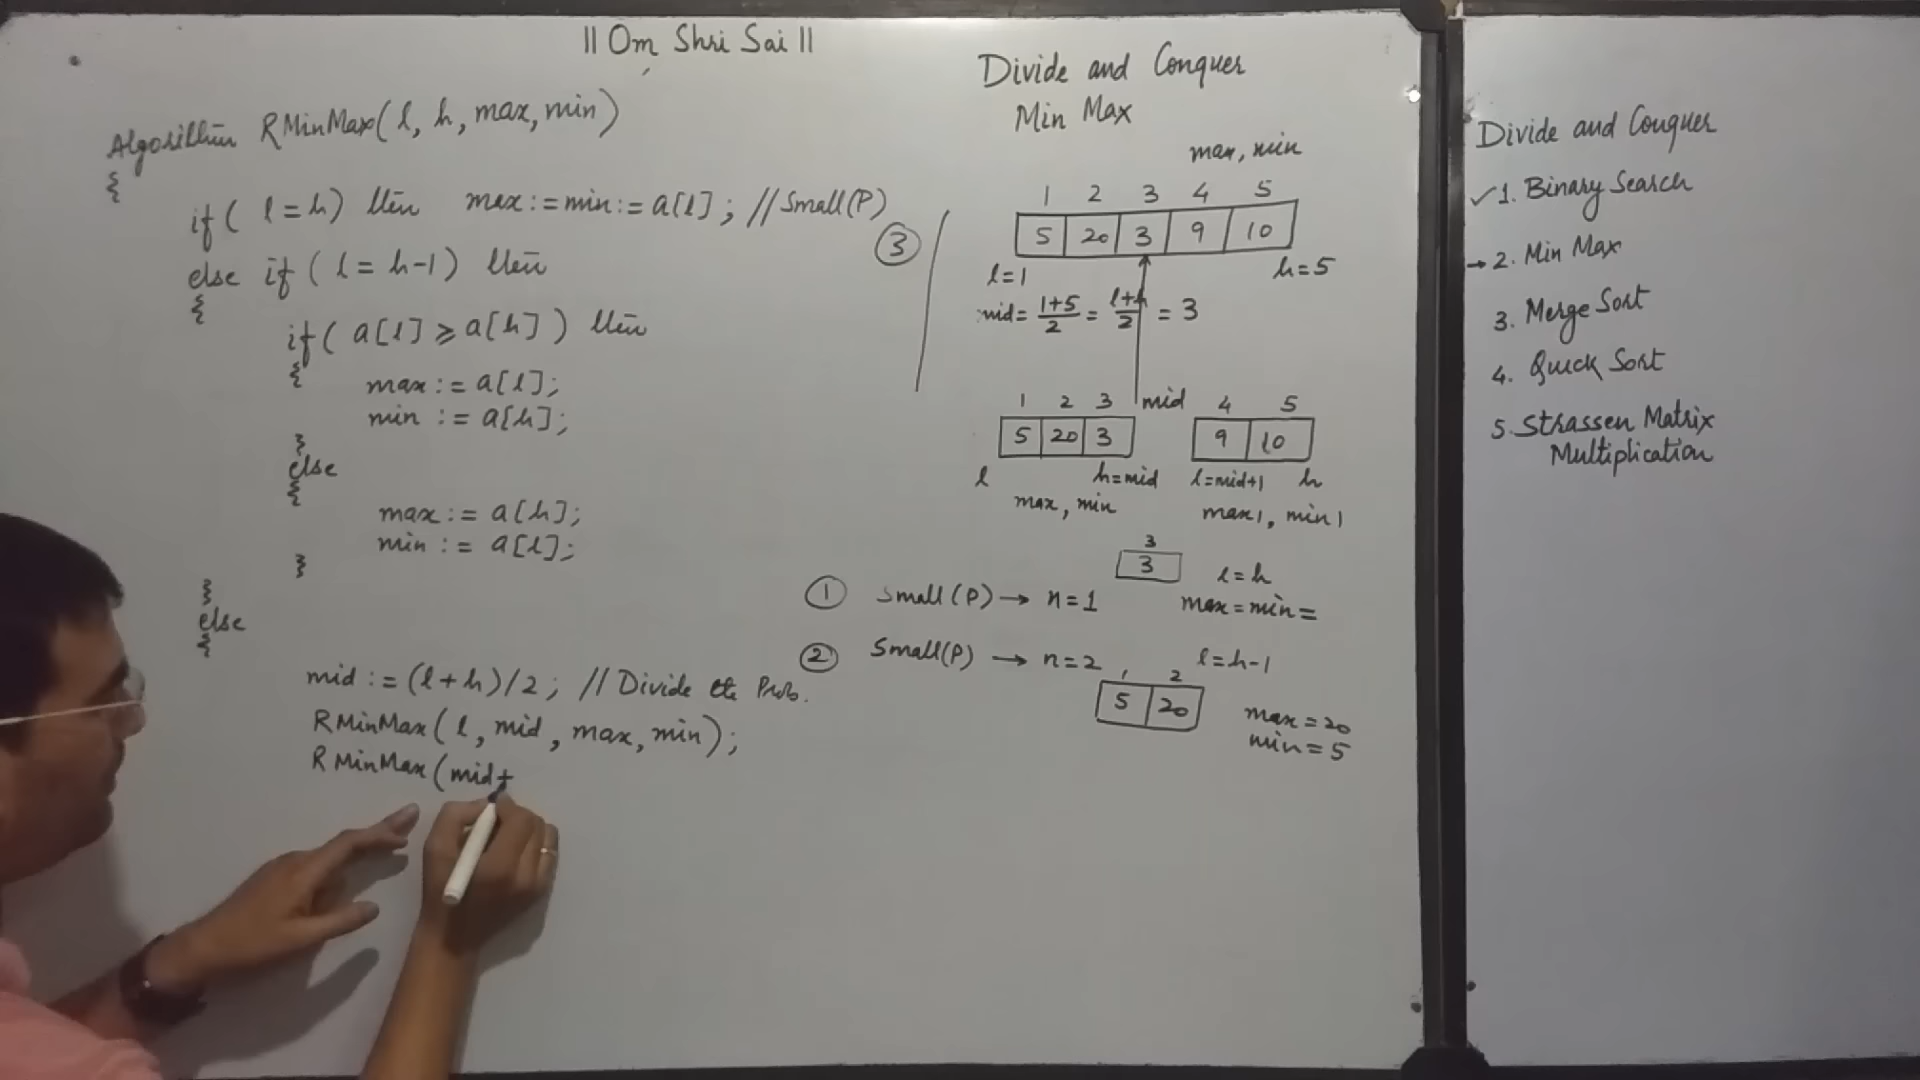 || Om Shri Sai ||
Algorithm RMinMax(l, h, max, min)
{
if( l = h) then max := min := a[l] ; // Small(P)
else if ( l = h-1) then
{
if( a[l] ⩾ a[h] ) then
{
max := a[l];
min := a[h];
}
else
{
max := a[h];
min := a[l];
}
}
else
{
mid := (l+h)/2 ; // Divide the Prob.
RMinMax( l, mid, max, min);
RMinMax(mid+
Divide and Conquer
Min Max
max, min
1 2 3 4 5
5 20 3 9 10
3
l=1 h=5
mid= 1+5/2 = l+h/2 = 3
1 2 3 mid 4 5
5 20 3 9 10
l h=mid l=mid+1 h
max, min max1, min1
3
3
1 Small(P) → n=1 l=h
max=min=
2 Small(P) → n=2 l=h-1
1 2
5 20
max=20
min=5
Divide and Conquer
✓1. Binary Search
→2. Min Max
3. Merge Sort
4. Quick Sort
5. Strassen Matrix
Multiplication